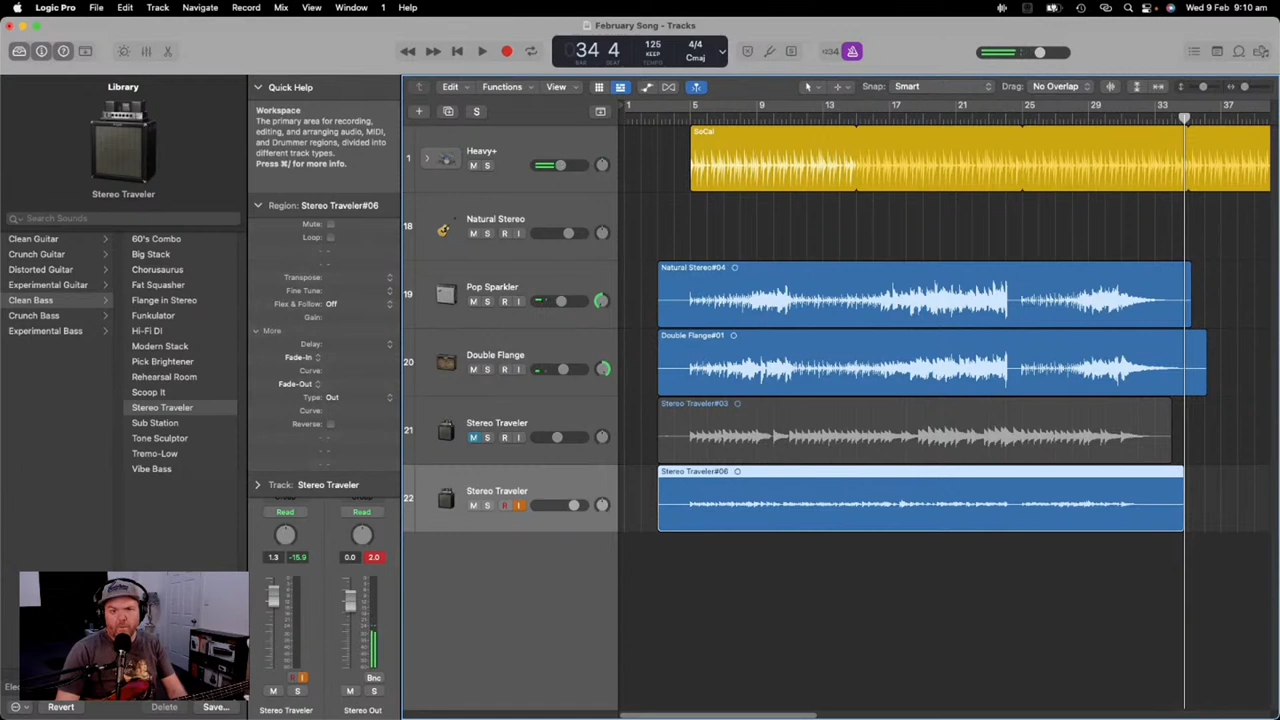 Logic Pro File Edit Track Navigate Record Mix View Window 1 Help Wed 9 Feb 9:10 am
February Song - Tracks
34 4 125 4/4
BAR BEAT KEEP TEMPO Cmaj
1234
Library
Stereo Traveler
Search Sounds
Clean Guitar
Crunch Guitar
Distorted Guitar
Experimental Guitar
Clean Bass
Crunch Bass
Experimental Bass
60's Combo
Big Stack
Chorusaurus
Fat Squasher
Flange in Stereo
Funkulator
Hi-Fi DI
Modern Stack
Pick Brightener
Rehearsal Room
Scoop It
Stereo Traveler
Sub Station
Tone Sculptor
Tremo-Low
Vibe Bass
Revert Delete Save...
Quick Help
Workspace
The primary area for recording,
editing, and arranging audio, MIDI,
and Drummer regions, divided into
different track types.
Press ⌘/ for more info.
Region: Stereo Traveler#06
Mute:
Loop:
Transpose:
Fine Tune:
Flex & Follow: Off
Gain:
More
Delay:
Fade-In
Curve:
Fade-Out
Type: Out
Curve:
Reverse:
Track: Stereo Traveler
Read Read
1.3 -15.9 0.0 2.0
R I
Bnc
M S M S
Stereo Traveler Stereo Out
Edit Functions View Snap: Smart Drag: No Overlap
S
1 5 9 13 17 21 25 29 33 37
1 Heavy+
M S
SoCal
18 Natural Stereo
M S R I
19 Pop Sparkler
M S R I
Natural Stereo#04
20 Double Flange
M S R I
Double Flange#01
21 Stereo Traveler
M S R I
Stereo Traveler#03
22 Stereo Traveler
M S R I
Stereo Traveler#06